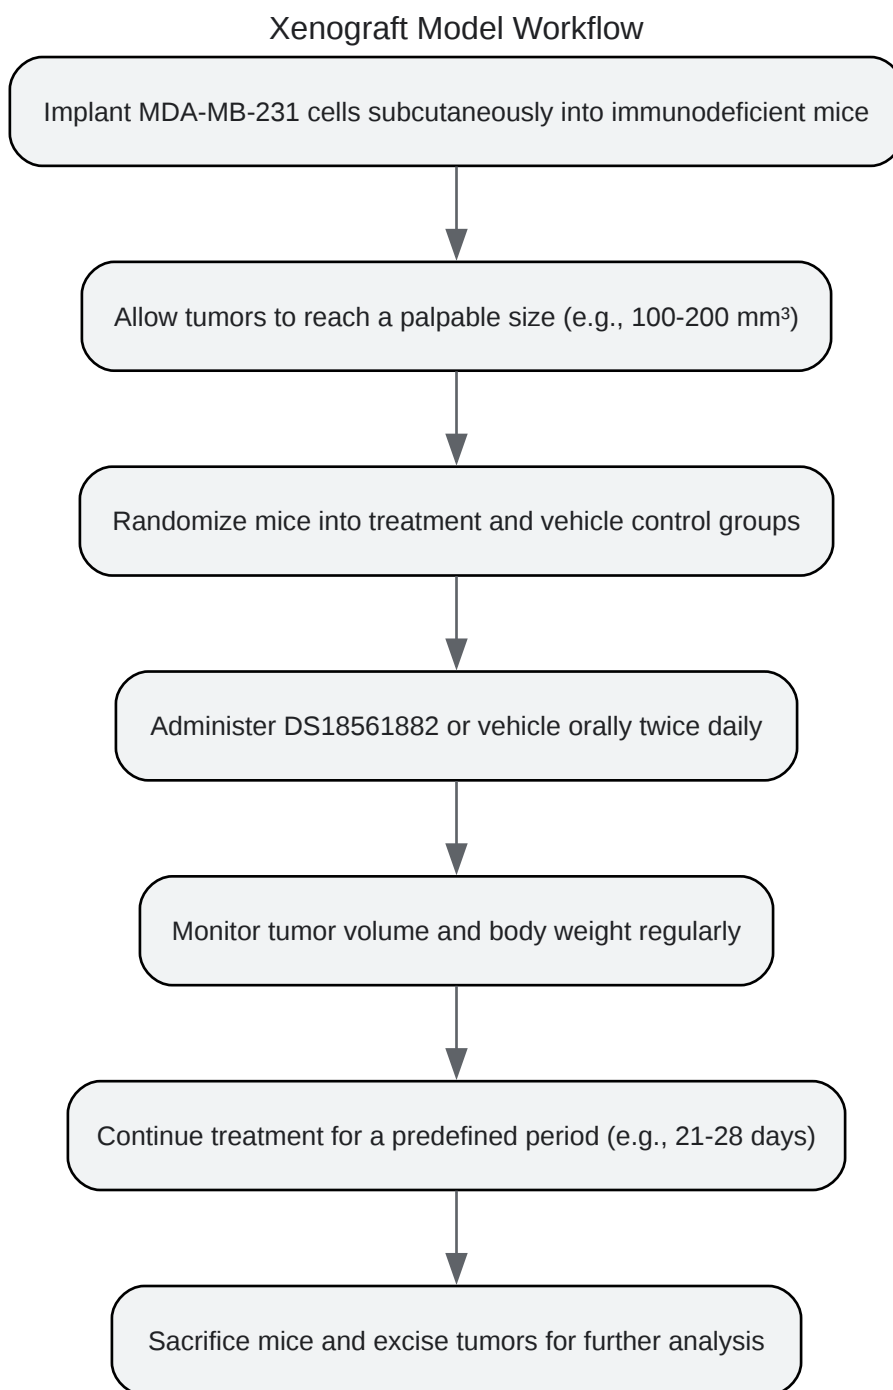 Xenograft Model Workflow
Implant MDA-MB-231 cells subcutaneously into immunodeficient mice
Allow tumors to reach a palpable size (e.g., 100-200 mm³)
Randomize mice into treatment and vehicle control groups
Administer DS18561882 or vehicle orally twice daily
Monitor tumor volume and body weight regularly
Continue treatment for a predefined period (e.g., 21-28 days)
Sacrifice mice and excise tumors for further analysis